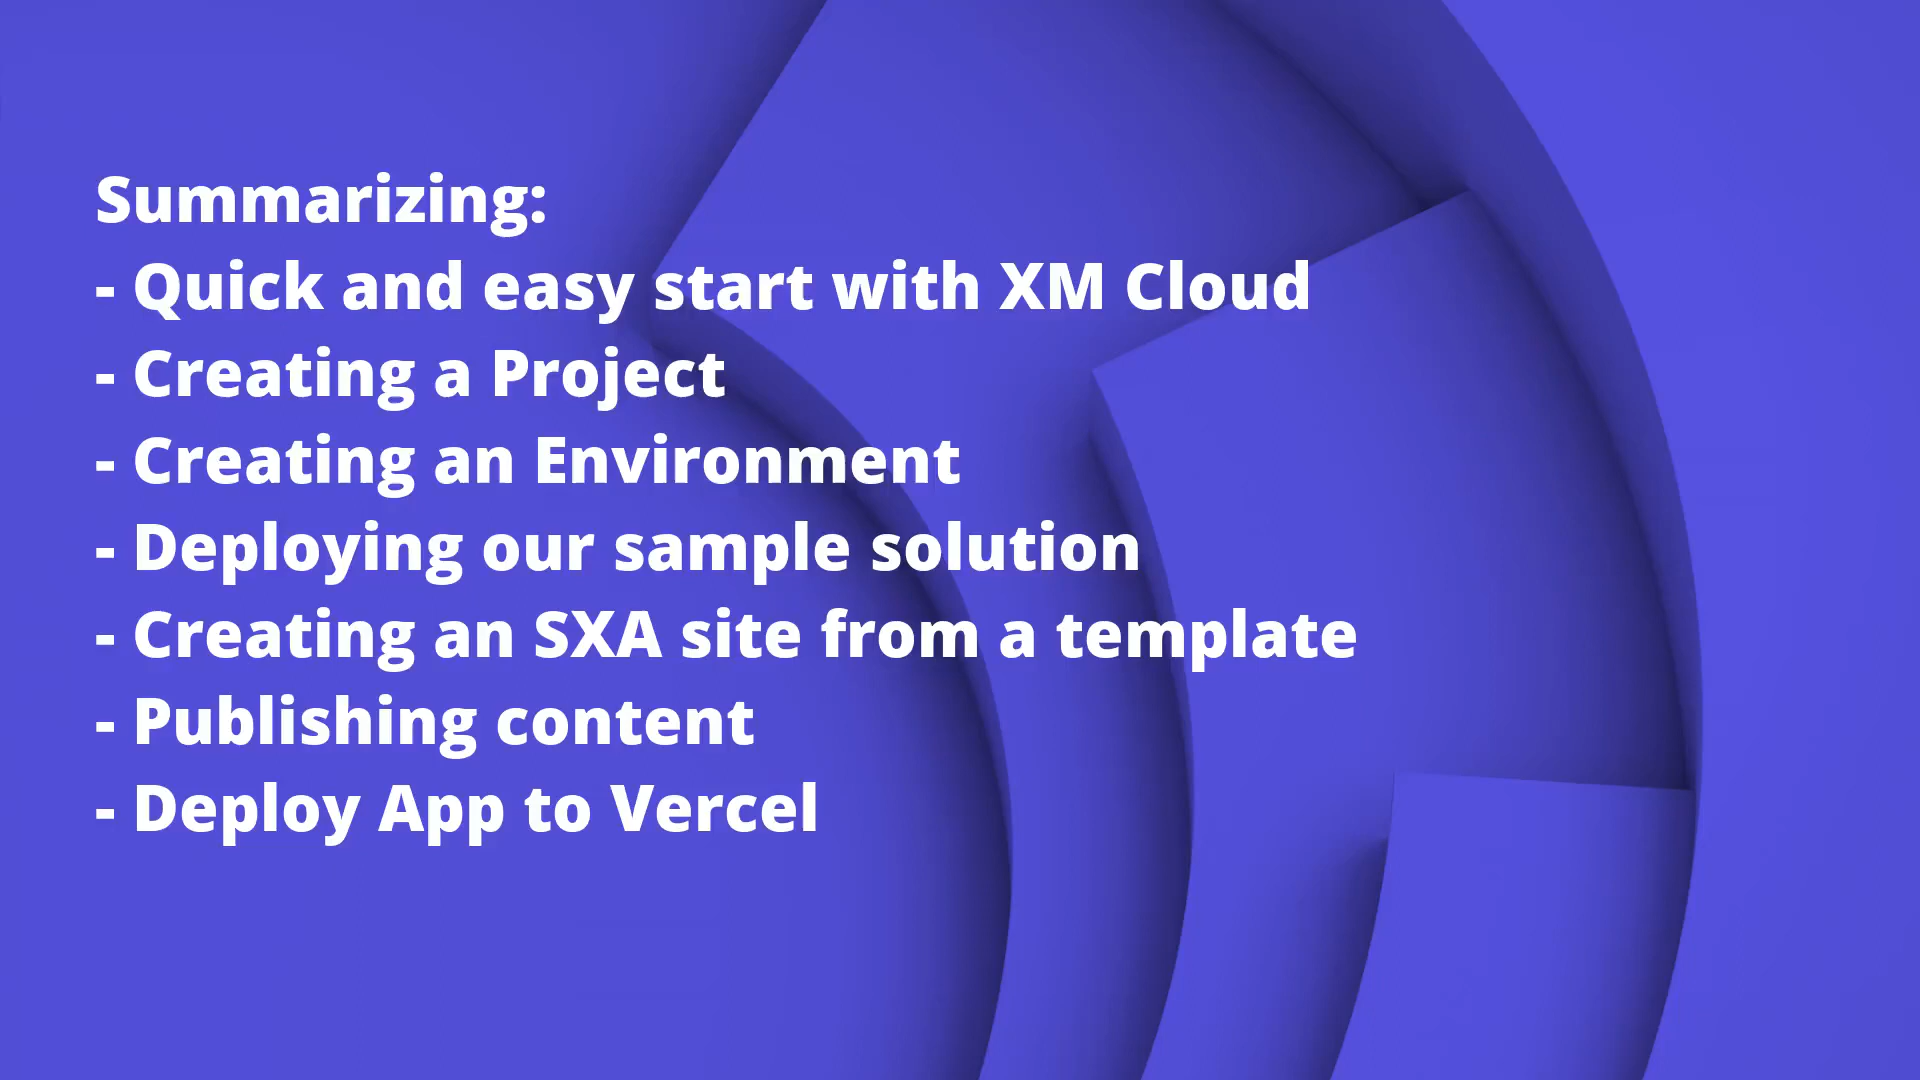 Summarizing:
- Quick and easy start with XM Cloud
- Creating a Project
- Creating an Environment
- Deploying our sample solution
- Creating an SXA site from a template
- Publishing content
- Deploy App to Vercel